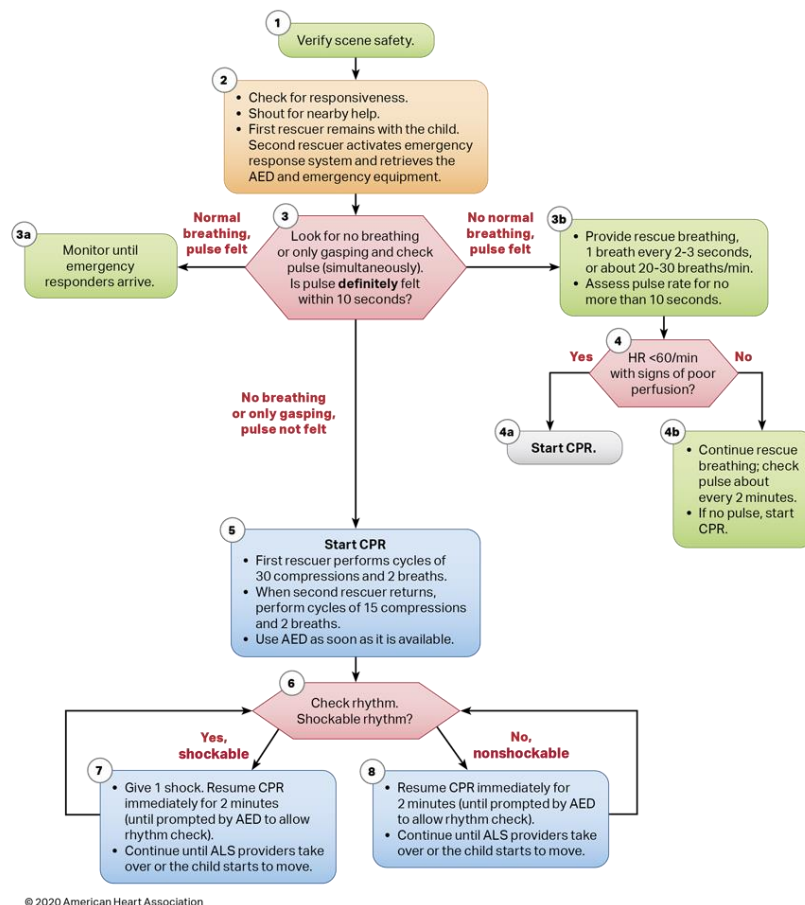 1
Verify scene safety.
2
• Check for responsiveness.
• Shout for nearby help.
• First rescuer remains with the child.
Second rescuer activates emergency
response system and retrieves the
AED and emergency equipment.
3a
Monitor until
emergency
responders arrive.
Normal
breathing,
pulse felt
3
Look for no breathing
or only gasping and check
pulse (simultaneously).
Is pulse definitely felt
within 10 seconds?
No normal
breathing,
pulse felt
3b
• Provide rescue breathing,
1 breath every 2-3 seconds,
or about 20-30 breaths/min.
• Assess pulse rate for no
more than 10 seconds.
4
HR <60/min
with signs of poor
perfusion?
Yes
No
4a
Start CPR.
4b
• Continue rescue
breathing; check
pulse about
every 2 minutes.
• If no pulse, start
CPR.
No breathing
or only gasping,
pulse not felt
5
Start CPR
• First rescuer performs cycles of
30 compressions and 2 breaths.
• When second rescuer returns,
perform cycles of 15 compressions
and 2 breaths.
• Use AED as soon as it is available.
6
Check rhythm.
Shockable rhythm?
Yes,
shockable
No,
nonshockable
7
• Give 1 shock. Resume CPR
immediately for 2 minutes
(until prompted by AED to allow
rhythm check).
• Continue until ALS providers take
over or the child starts to move.
8
• Resume CPR immediately for
2 minutes (until prompted by AED
to allow rhythm check).
• Continue until ALS providers take
over or the child starts to move.
© 2020 American Heart Association